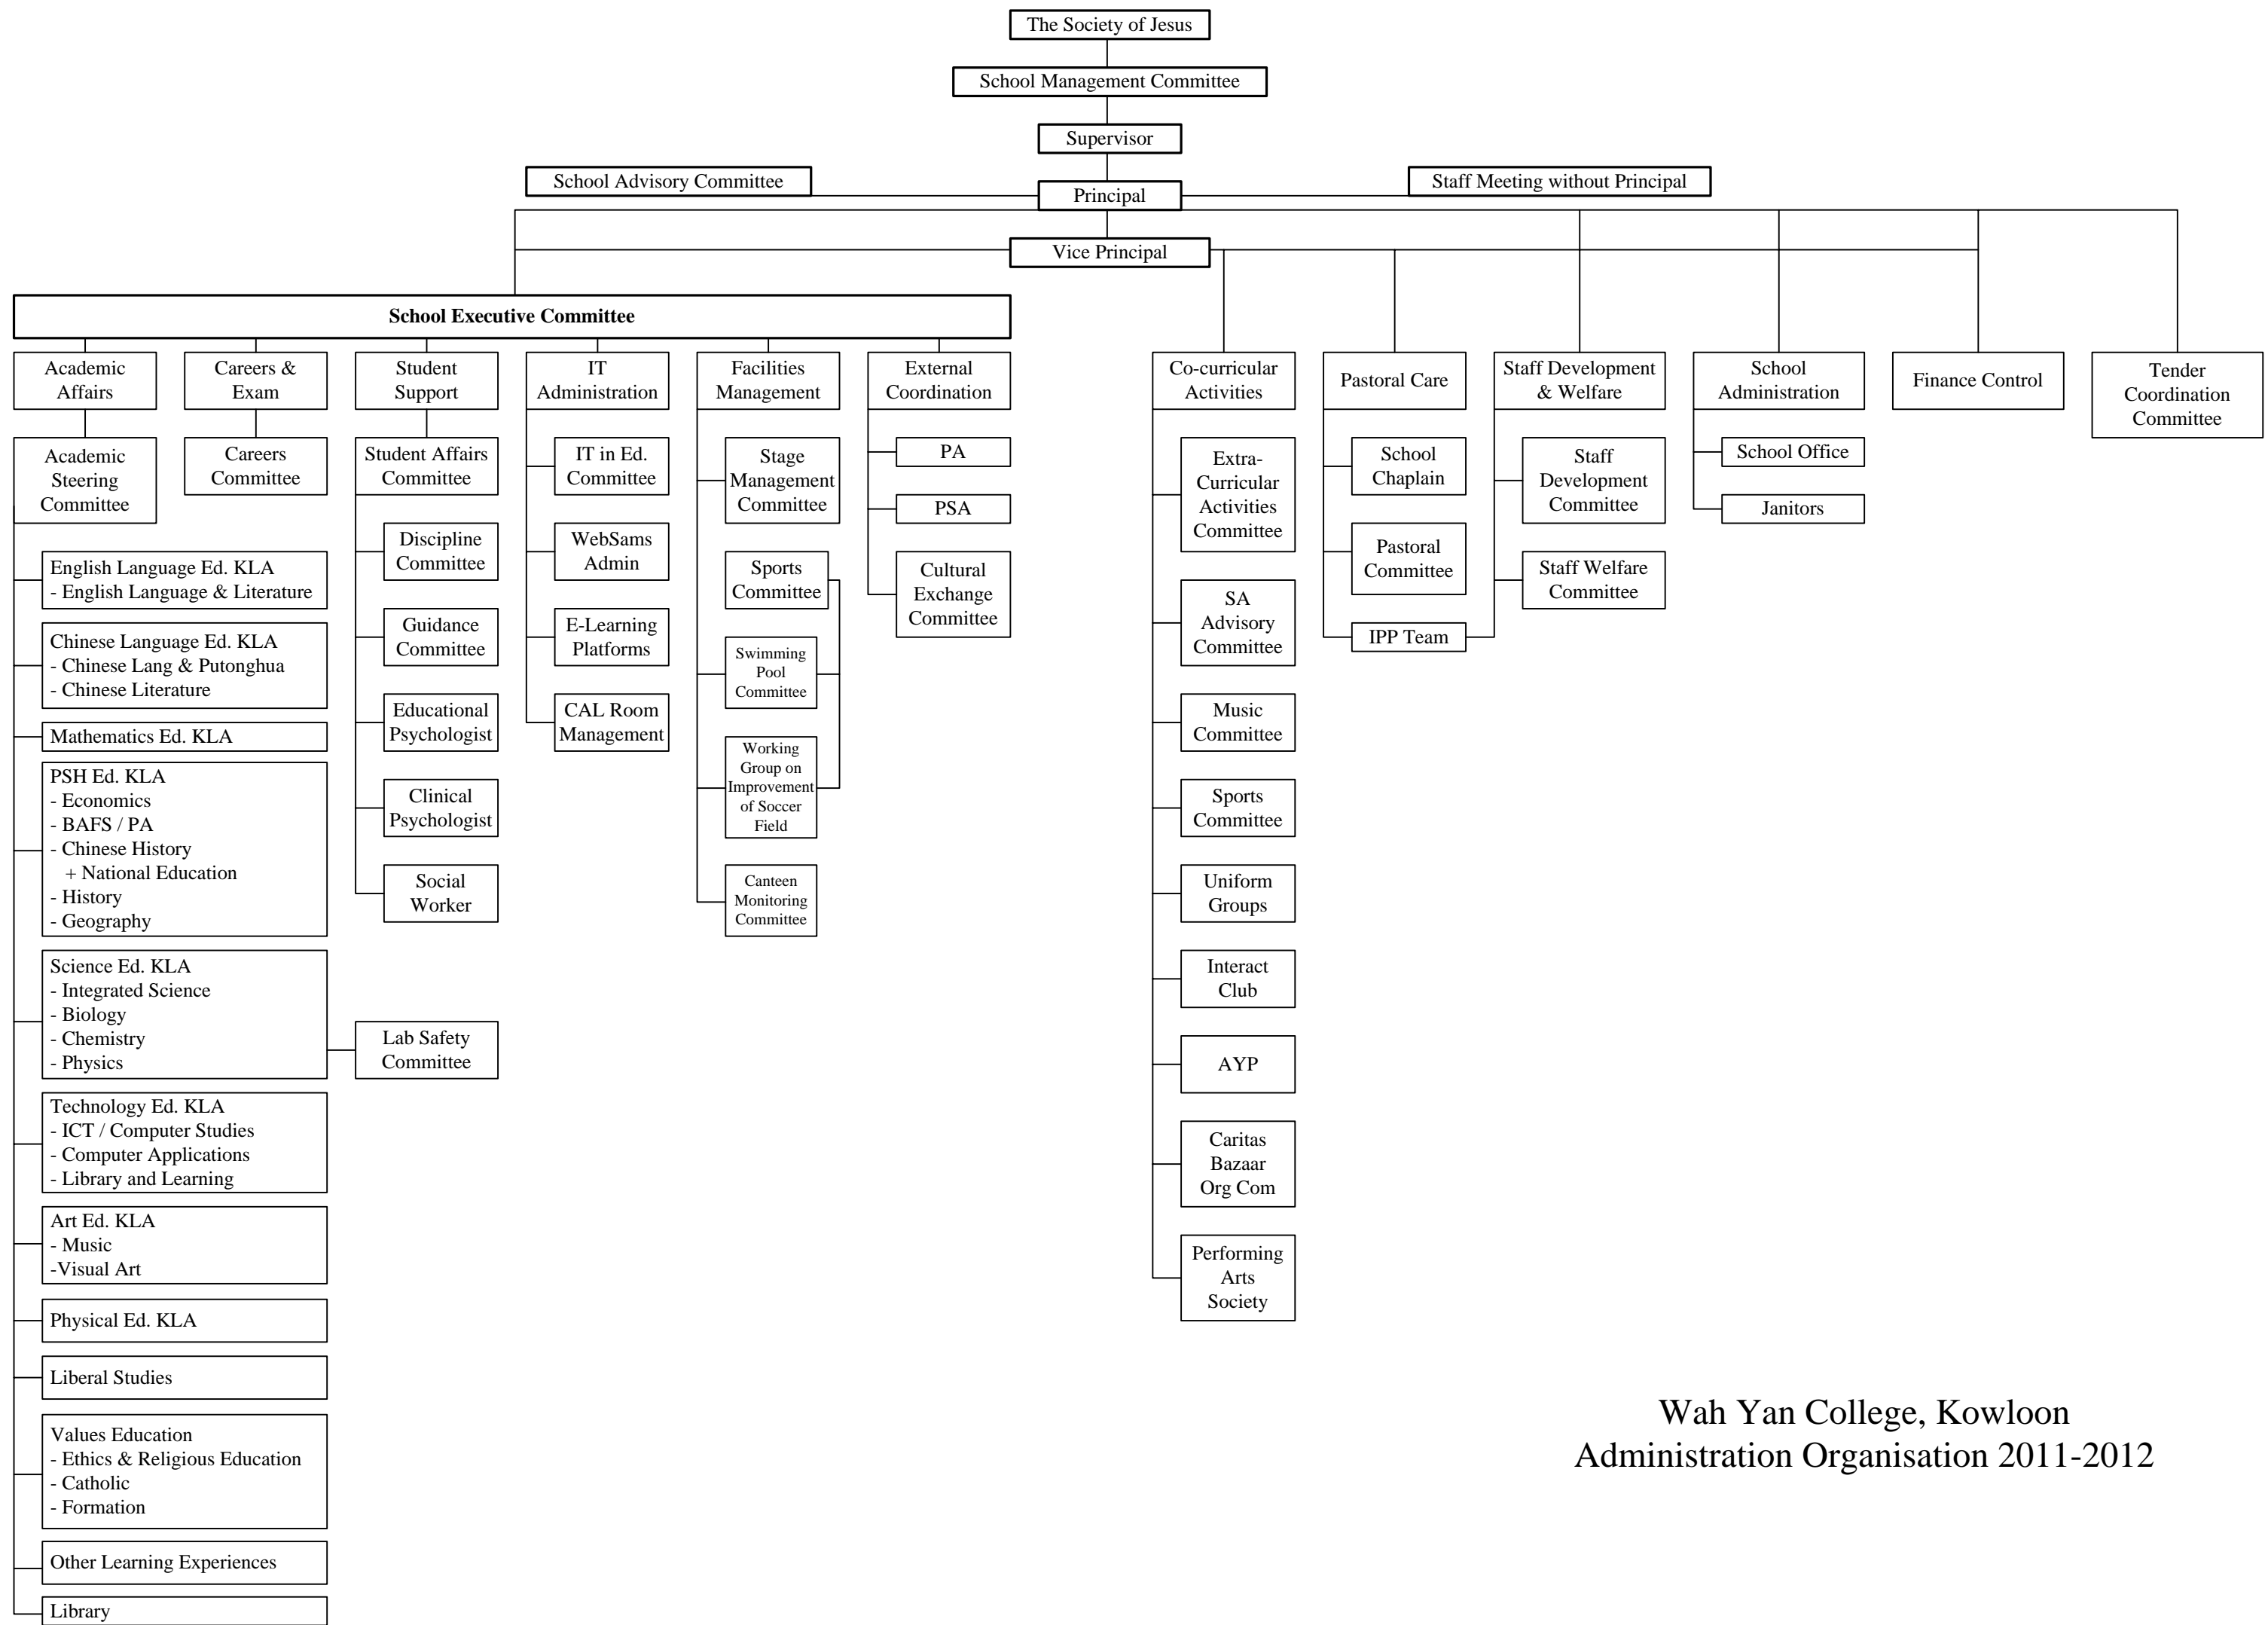 The Society of Jesus
School Management Committee
Supervisor
School Advisory Committee
Principal
Staff Meeting without Principal
Vice Principal
School Executive Committee
Academic
Affairs
Careers &
Exam
Student
Support
IT
Administration
Facilities
Management
External
Coordination
Co-curricular
Activities
Pastoral Care
Staff Development
& Welfare
School
Administration
Finance Control
Tender
Coordination
Committee
Academic
Steering
Committee
English Language Ed. KLA
- English Language & Literature
Chinese Language Ed. KLA
- Chinese Lang & Putonghua
- Chinese Literature
Mathematics Ed. KLA
PSH Ed. KLA
- Economics
- BAFS / PA
- Chinese History
+ National Education
- History
- Geography
Science Ed. KLA
- Integrated Science
- Biology
- Chemistry
- Physics
Lab Safety
Committee
Technology Ed. KLA
- ICT / Computer Studies
- Computer Applications
- Library and Learning
Art Ed. KLA
- Music
-Visual Art
Physical Ed. KLA
Liberal Studies
Values Education
- Ethics & Religious Education
- Catholic
- Formation
Other Learning Experiences
Library
Careers
Committee
Student Affairs
Committee
Discipline
Committee
Guidance
Committee
Educational
Psychologist
Clinical
Psychologist
Social
Worker
IT in Ed.
Committee
WebSams
Admin
E-Learning
Platforms
CAL Room
Management
Stage
Management
Committee
Sports
Committee
Swimming
Pool
Committee
Working
Group on
Improvement
of Soccer
Field
Canteen
Monitoring
Committee
PA
PSA
Cultural
Exchange
Committee
Extra-
Curricular
Activities
Committee
SA
Advisory
Committee
Music
Committee
Sports
Committee
Uniform
Groups
Interact
Club
AYP
Caritas
Bazaar
Org Com
Performing
Arts
Society
School
Chaplain
Pastoral
Committee
IPP Team
Staff
Development
Committee
Staff Welfare
Committee
School Office
Janitors
Wah Yan College, Kowloon
Administration Organisation 2011-2012